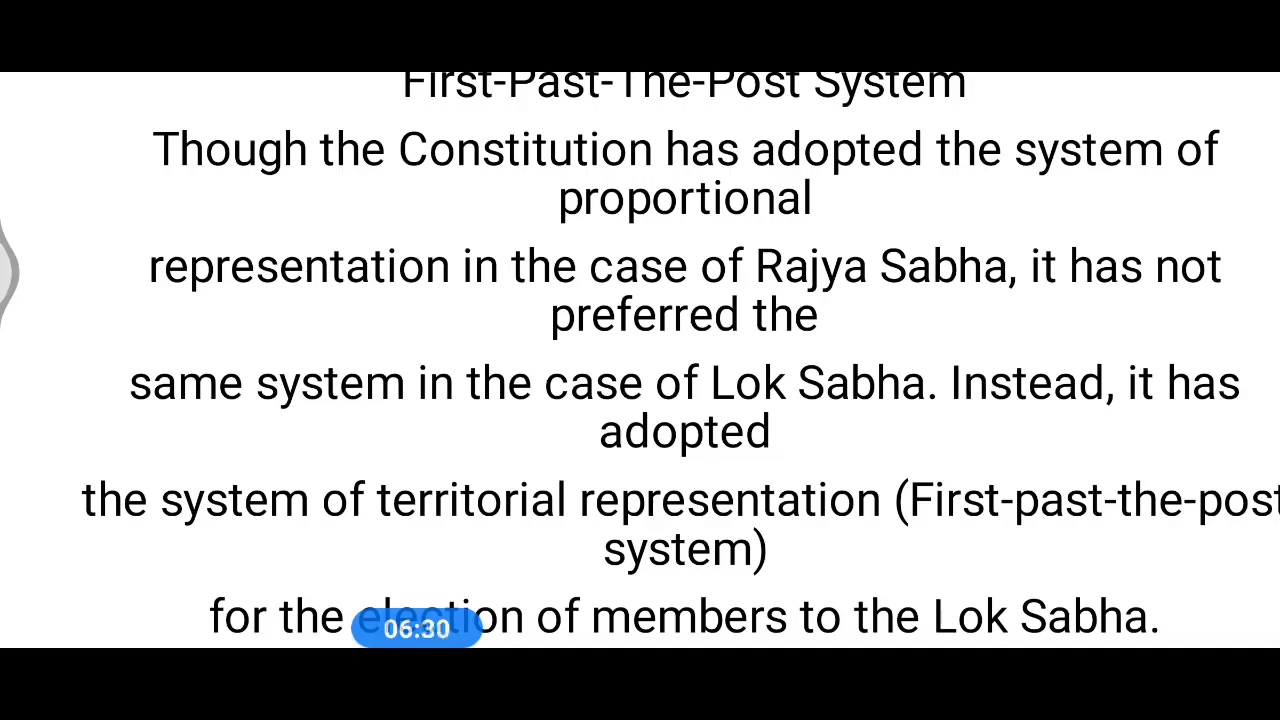 First-Past-The-Post System
Though the Constitution has adopted the system of
proportional
representation in the case of Rajya Sabha, it has not
preferred the
same system in the case of Lok Sabha. Instead, it has
adopted
the system of territorial representation (First-past-the-post
system)
for the election of members to the Lok Sabha.
06:30